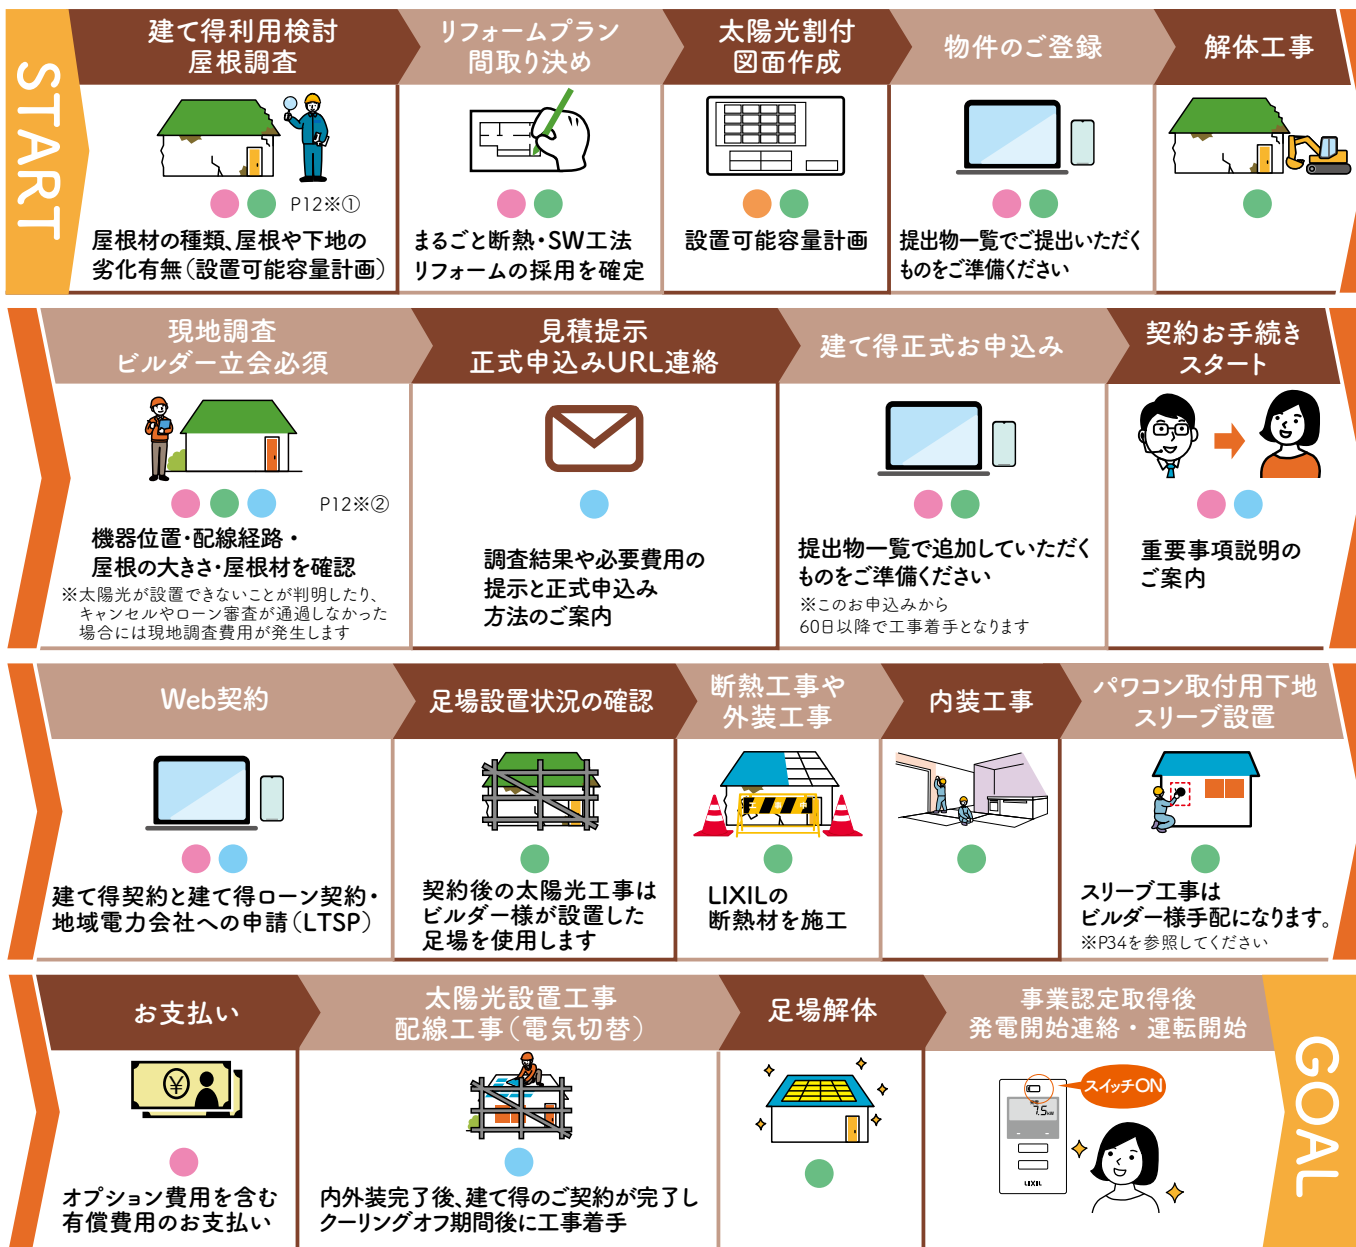 START
建て得利用検討
屋根調査
P12※①
屋根材の種類、屋根や下地の
劣化有無(設置可能容量計画)
リフォームプラン
間取り決め
まるごと断熱・SW工法
リフォームの採用を確定
太陽光割付
図面作成
設置可能容量計画
物件のご登録
提出物一覧でご提出いただく
ものをご準備ください
解体工事
現地調査
ビルダー立会必須
P12※②
機器位置・配線経路・
屋根の大きさ・屋根材を確認
※太陽光が設置できないことが判明したり、
キャンセルやローン審査が通過しなかった
場合には現地調査費用が発生します
見積提示
正式申込みURL連絡
調査結果や必要費用の
提示と正式申込み
方法のご案内
建て得正式お申込み
提出物一覧で追加していただく
ものをご準備ください
※このお申込みから
60日以降で工事着手となります
契約お手続き
スタート
重要事項説明の
ご案内
Web契約
建て得契約と建て得ローン契約・
地域電力会社への申請(LTSP)
足場設置状況の確認
契約後の太陽光工事は
ビルダー様が設置した
足場を使用します
断熱工事や
外装工事
LIXILの
断熱材を施工
内装工事
パワコン取付用下地
スリーブ設置
スリーブ工事は
ビルダー様手配になります。
※P34を参照してください
お支払い
¥
オプション費用を含む
有償費用のお支払い
太陽光設置工事
配線工事(電気切替)
内外装完了後、建て得のご契約が完了し
クーリングオフ期間後に工事着手
足場解体
事業認定取得後
発電開始連絡・運転開始
スイッチON
7.5kW
LIXIL
GOAL